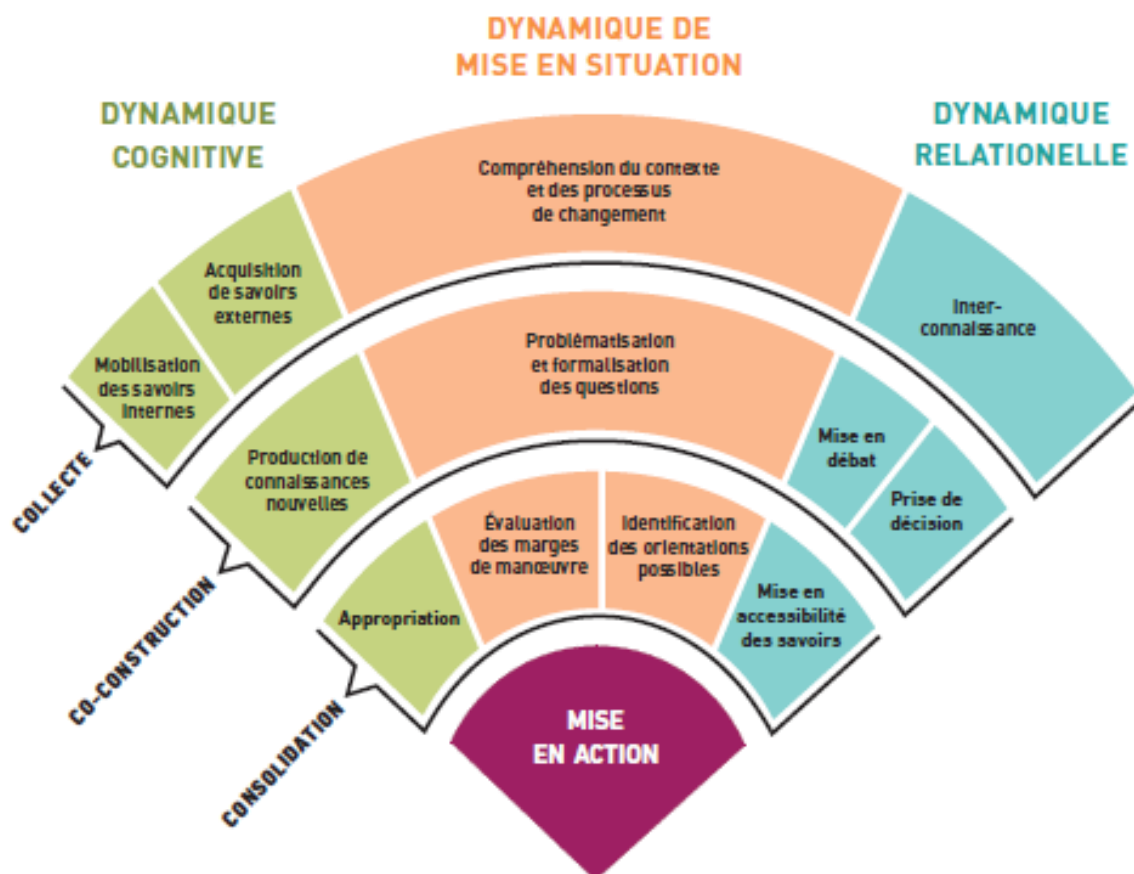 DYNAMIQUE DE
MISE EN SITUATION
DYNAMIQUE
COGNITIVE
DYNAMIQUE
RELATIONELLE
Compréhension du contexte
et des processus
de changement
Acquisition
de savoirs
externes
Mobilisation
des savoirs
internes
Inter-
connaissance
COLLECTE
Problématisation
et formalisation
des questions
Production de
connaissances
nouvelles
Mise en
débat
Prise de
décision
CO-CONSTRUCTION
Évaluation
des marges
de manœuvre
Identification
des orientations
possibles
Appropriation
Mise en
accessibilité
des savoirs
CONSOLIDATION
MISE
EN ACTION